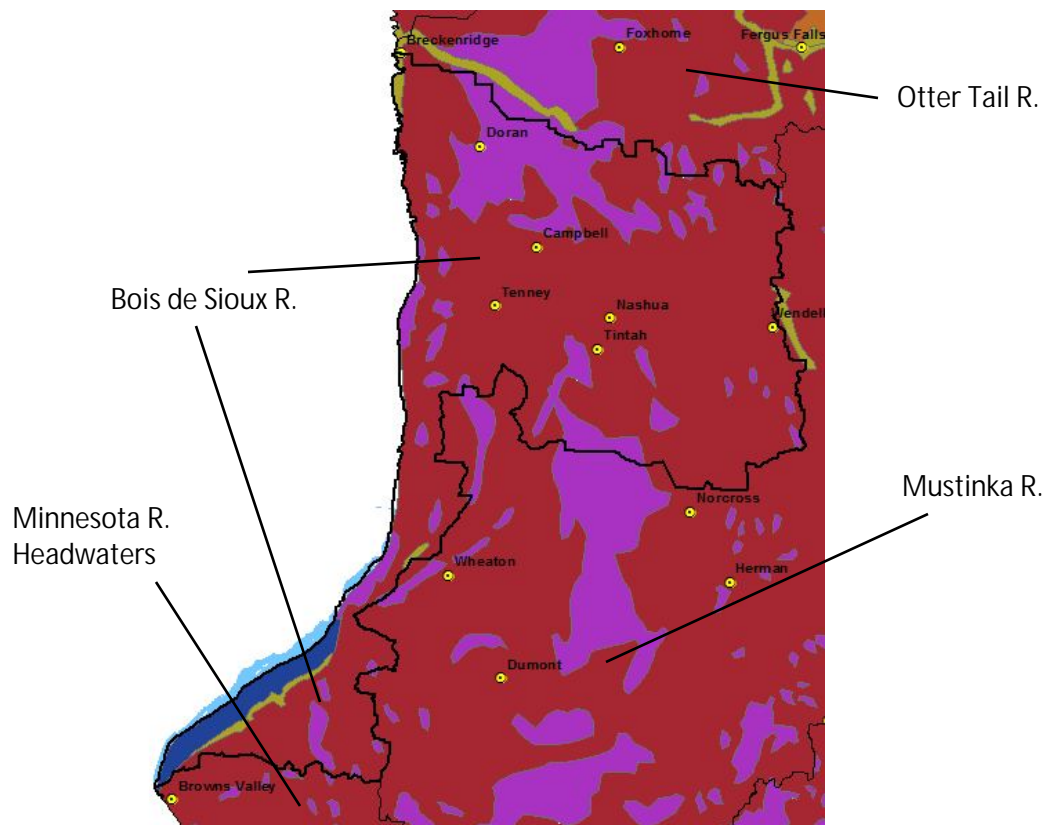 Breckenridge
Foxhome
Fergus Falls
Otter Tail R.
Doran
Campbell
Bois de Sioux R.
Tenney
Nashua
Wendell
Tintah
Mustinka R.
Norcross
Minnesota R.
Headwaters
Wheaton
Herman
Dumont
Browns Valley